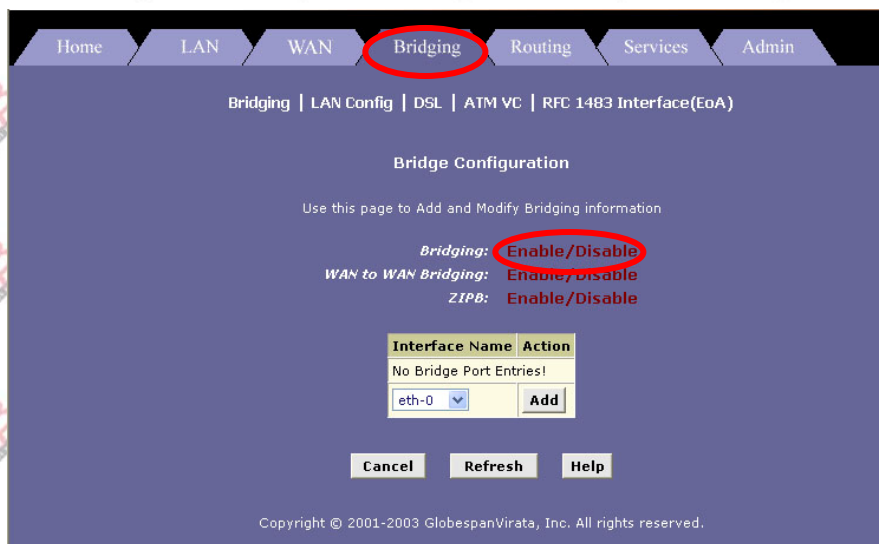 Home LAN WAN Bridging Routing Services Admin
Bridging | LAN Config | DSL | ATM VC | RFC 1483 Interface(EoA)
Bridge Configuration
Use this page to Add and Modify Bridging information
Bridging: Enable/Disable
WAN to WAN Bridging: Enable/Disable
ZIPB: Enable/Disable
Interface Name Action
No Bridge Port Entries!
eth-0 Add
Cancel Refresh Help
Copyright © 2001-2003 GlobespanVirata, Inc. All rights reserved.